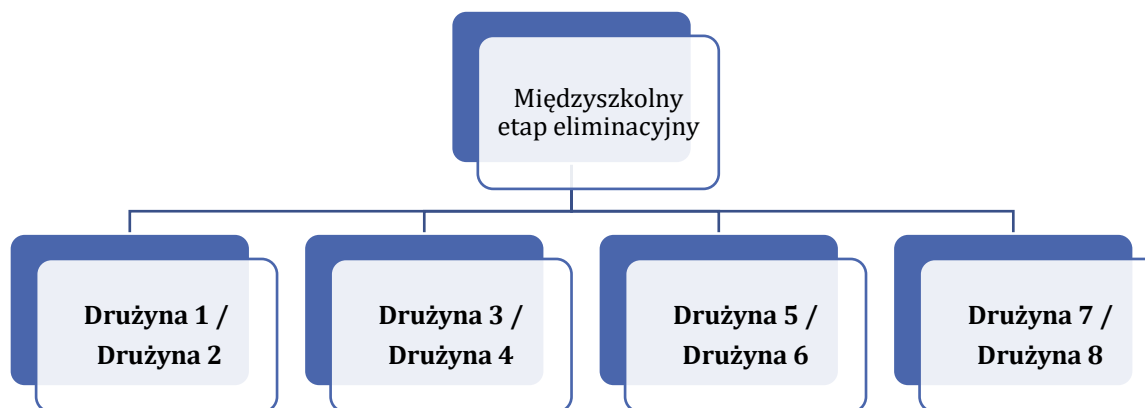 Międzyszkolny
etap eliminacyjny
Drużyna 1 /
Drużyna 2
Drużyna 3 /
Drużyna 4
Drużyna 5 /
Drużyna 6
Drużyna 7 /
Drużyna 8